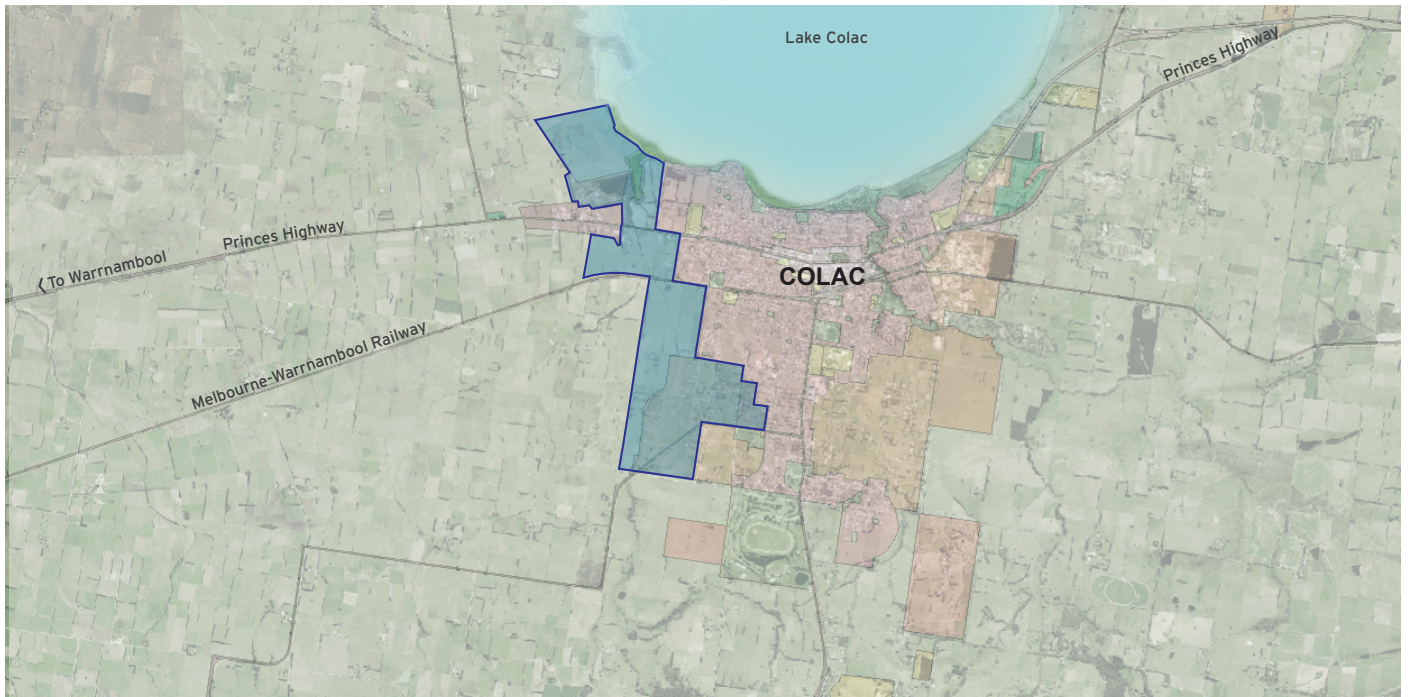 Lake Colac
Princes Highway
Princes Highway
To Warrnambool
COLAC
Melbourne-Warrnambool Railway